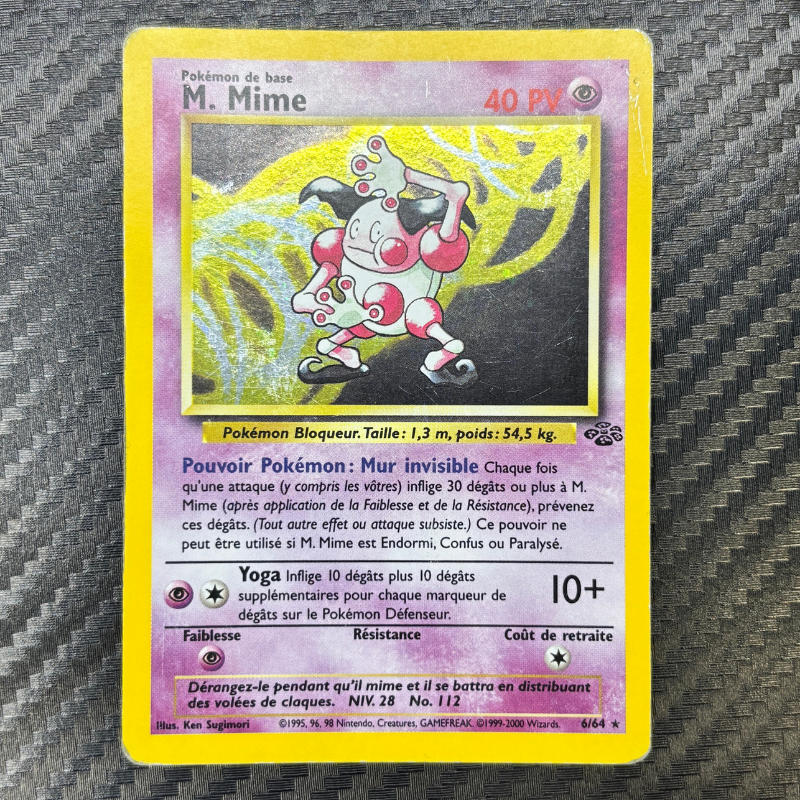 Pokémon de base
M. Mime
40 PV
Pokémon Bloqueur. Taille: 1,3 m, poids: 54,5 kg.
Pouvoir Pokémon: Mur invisible Chaque fois
qu'une attaque (y compris les vôtres) inflige 30 dégâts ou plus à M.
Mime (après application de la Faiblesse et de la Résistance), prévenez
ces dégâts. (Tout autre effet ou attaque subsiste.) Ce pouvoir ne
peut être utilisé si M. Mime est Endormi, Confus ou Paralysé.
Yoga Inflige 10 dégâts plus 10 dégâts
supplémentaires pour chaque marqueur de
dégâts sur le Pokémon Défenseur.
10+
Faiblesse Résistance Coût de retraite
Dérangez-le pendant qu'il mime et il se battra en distribuant
des volées de claques. NIV. 28 No. 112
Illus. Ken Sugimori ©1995, 96, 98 Nintendo, Creatures, GAMEFREAK. ©1999-2000 Wizards. 6/64 ★